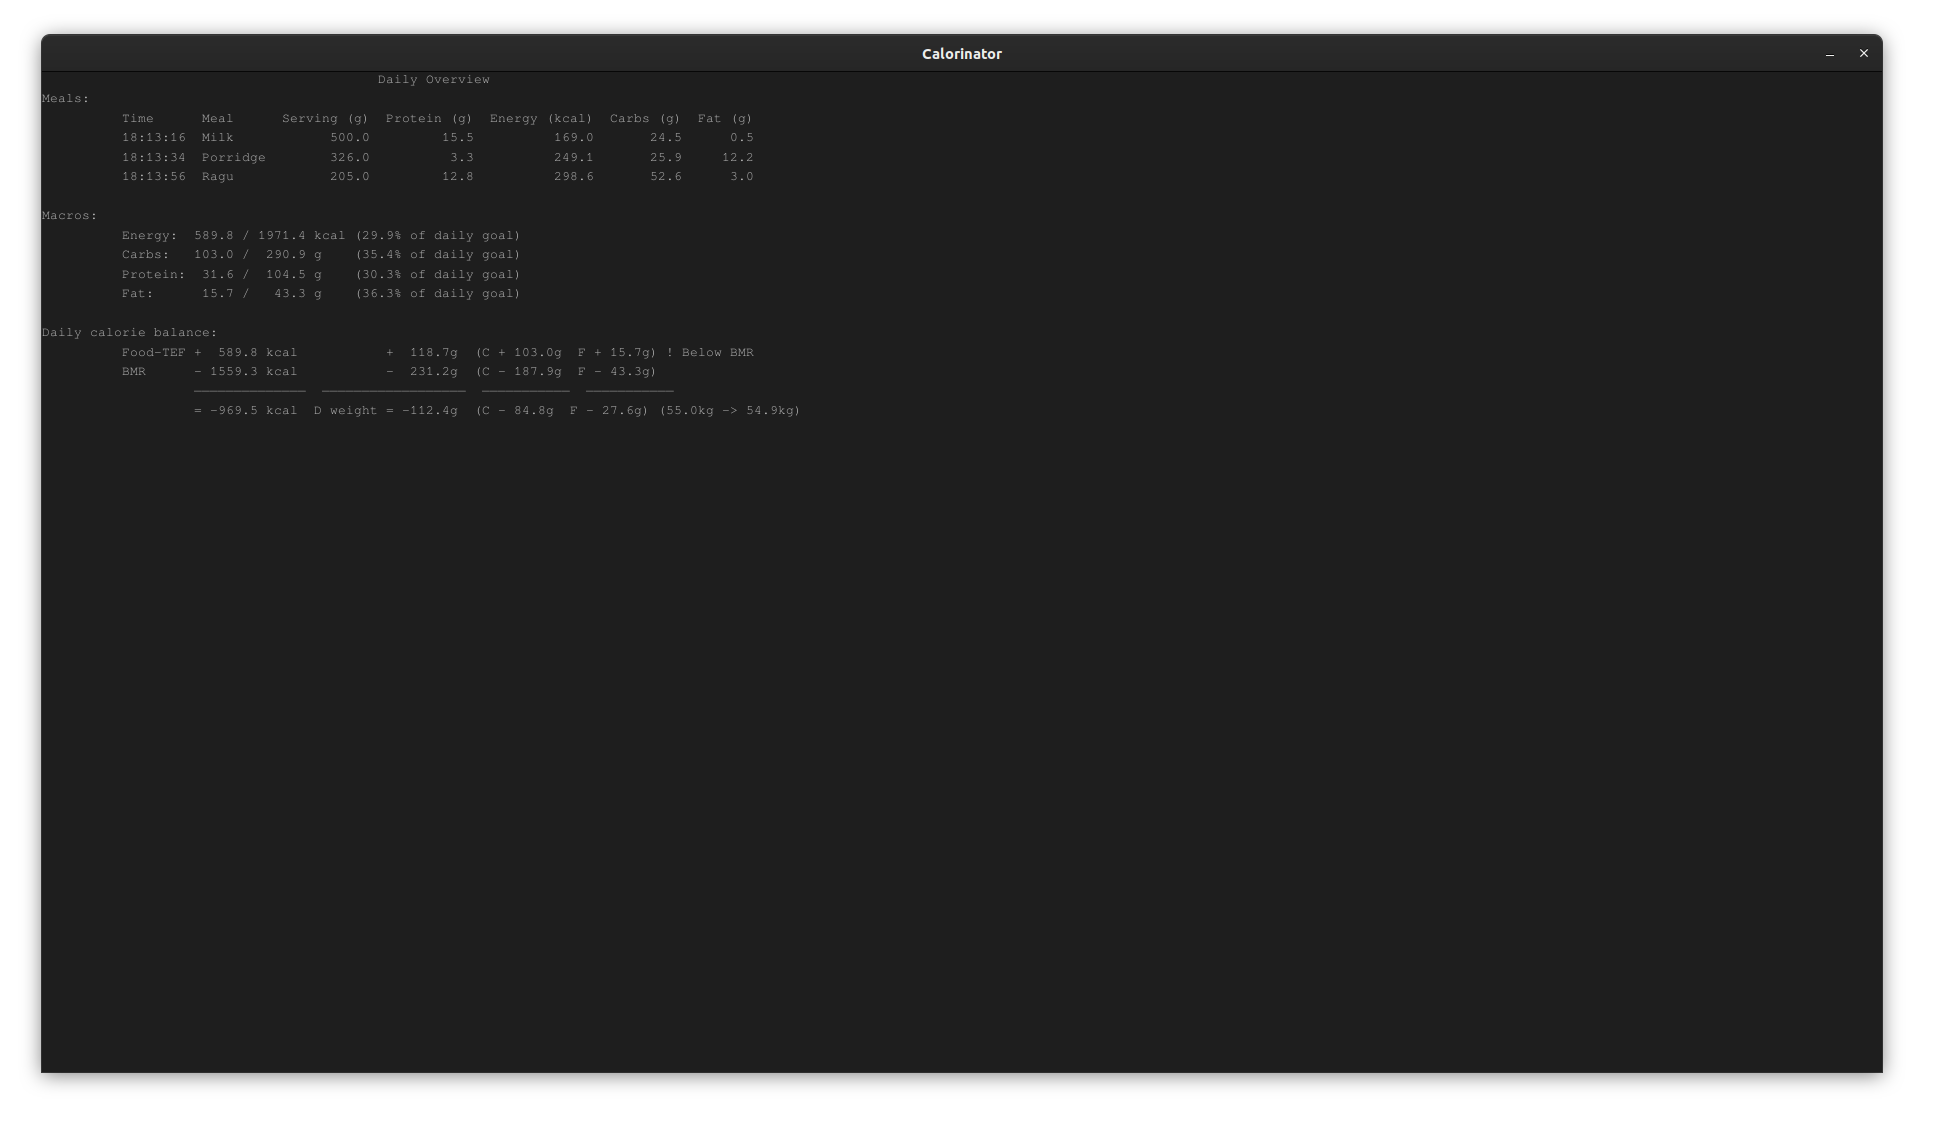 Calorinator
Daily Overview
Meals:
Time Meal Serving (g) Protein (g) Energy (kcal) Carbs (g) Fat (g)
18:13:16 Milk 500.0 15.5 169.0 24.5 0.5
18:13:34 Porridge 326.0 3.3 249.1 25.9 12.2
18:13:56 Ragu 205.0 12.8 298.6 52.6 3.0
Macros:
Energy: 589.8 / 1971.4 kcal (29.9% of daily goal)
Carbs: 103.0 / 290.9 g (35.4% of daily goal)
Protein: 31.6 / 104.5 g (30.3% of daily goal)
Fat: 15.7 / 43.3 g (36.3% of daily goal)
Daily calorie balance:
Food-TEF + 589.8 kcal + 118.7g (C + 103.0g F + 15.7g) ! Below BMR
BMR - 1559.3 kcal - 231.2g (C - 187.9g F - 43.3g)
= -969.5 kcal D weight = -112.4g (C - 84.8g F - 27.6g) (55.0kg -> 54.9kg)